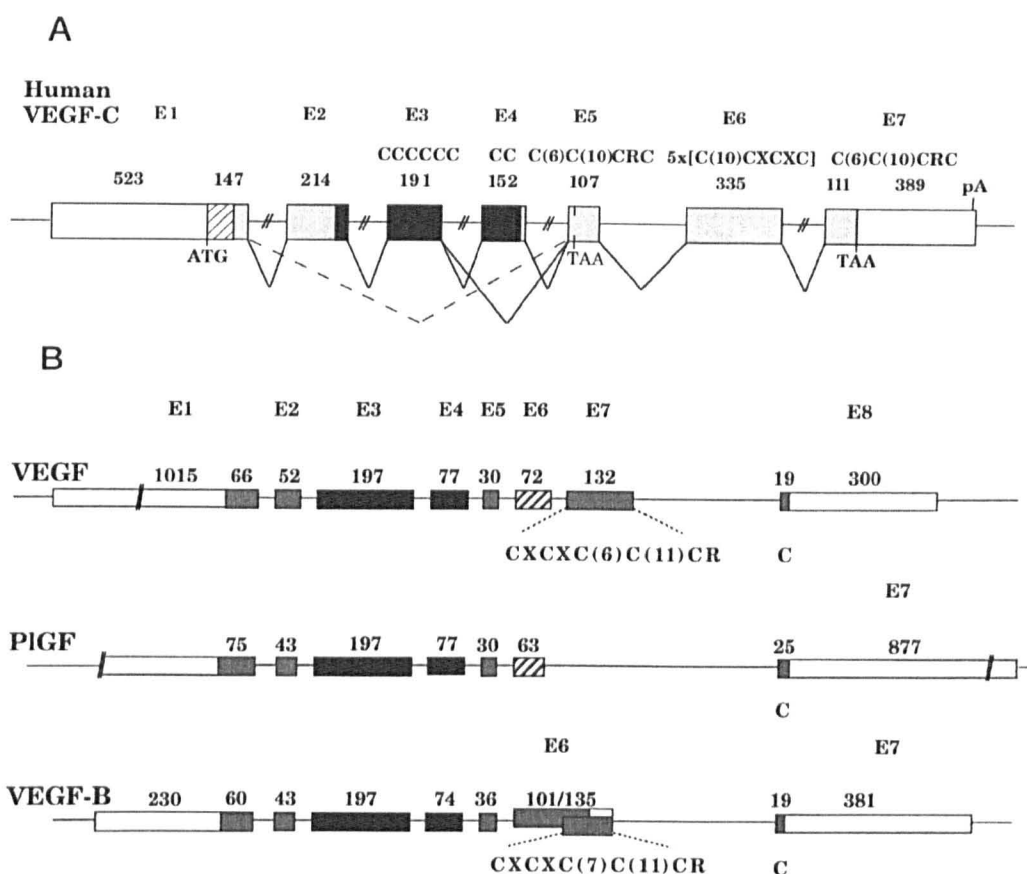 A
Human
VEGF-C E1 E2 E3 E4 E5 E6 E7
CCCCCC CC C(6)C(10)CRC 5x[C(10)CXCXC] C(6)C(10)CRC
523 147 214 191 152 107 335 111 389 pA
ATG TAA TAA
B
E1 E2 E3 E4 E5 E6 E7 E8
VEGF 1015 66 52 197 77 30 72 132 19 300
CXCXC(6)C(11)CR C
E7
PlGF 75 43 197 77 30 63 25 877
C
E6 E7
VEGF-B 230 60 43 197 74 36 101/135 19 381
CXCXC(7)C(11)CR C